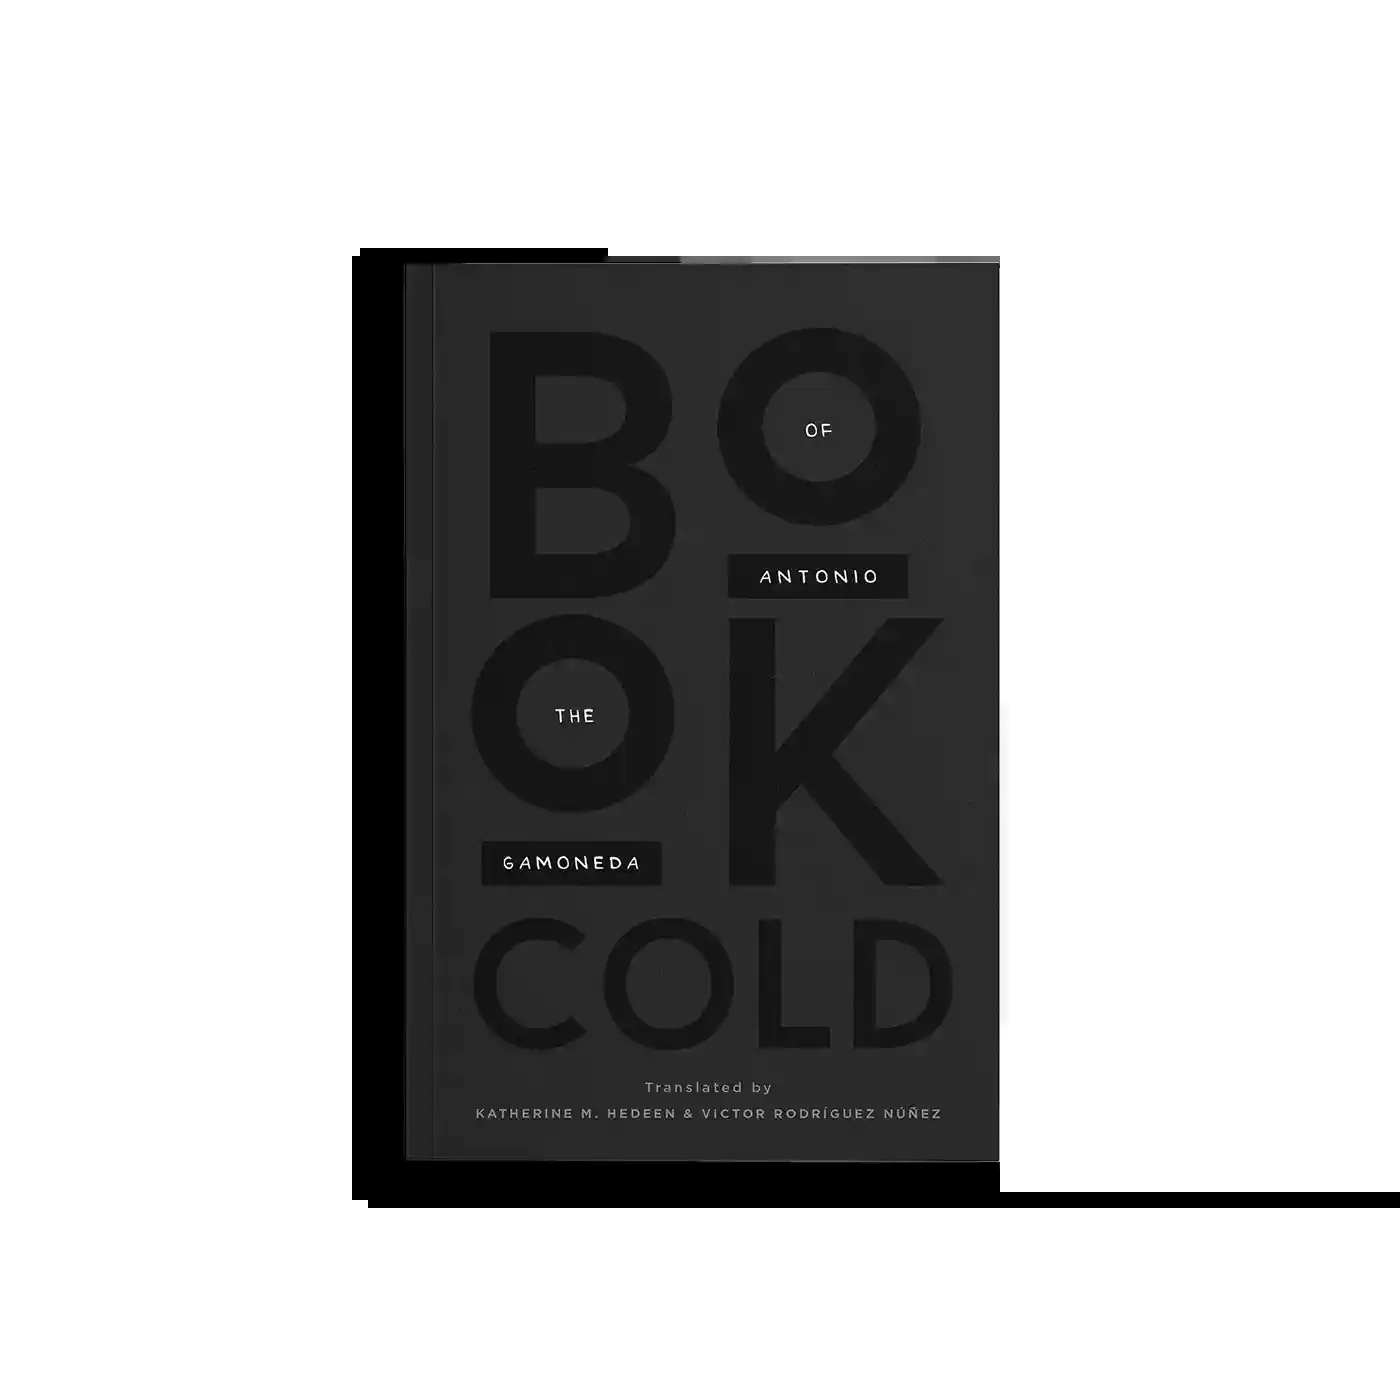 BO
OF
ANTONIO
OK
THE
GAMONEDA
COLD
Translated by
KATHERINE M. HEDEEN & VICTOR RODRÍGUEZ NÚÑEZ